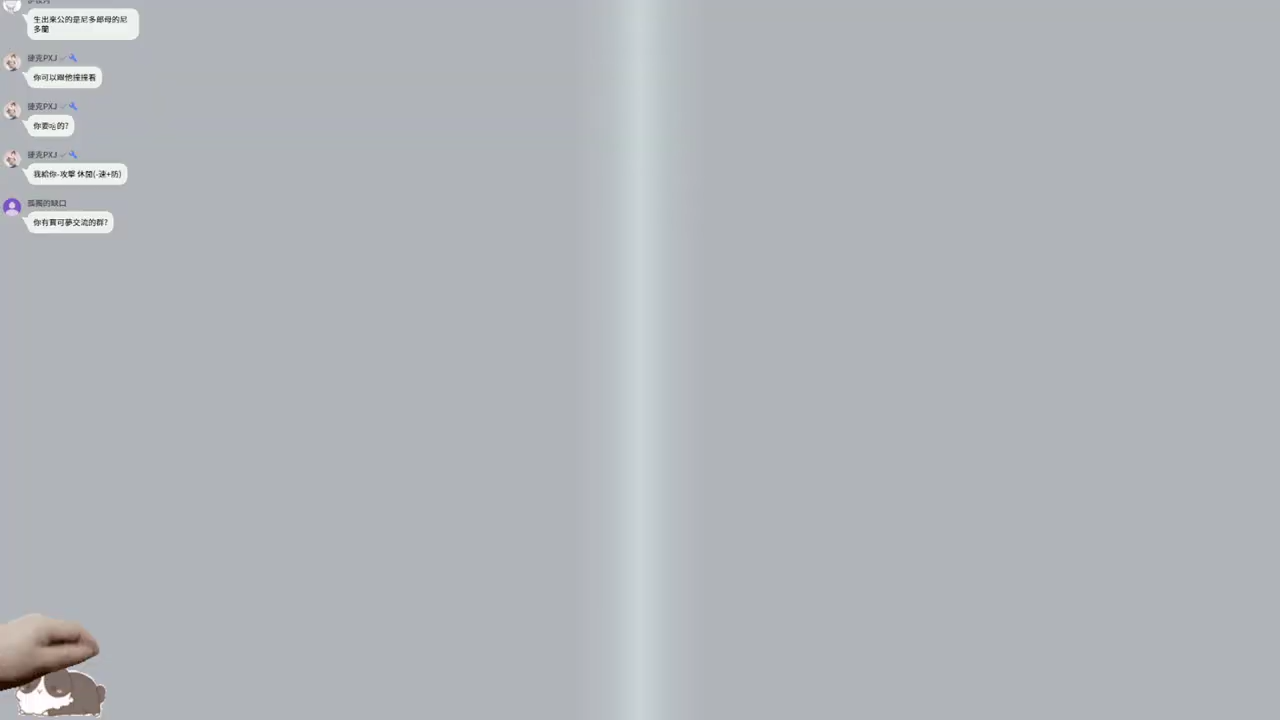 生出來公的是尼多郎母的尼
多蘭
捷克PXJ
你可以跟他撞撞看
捷克PXJ
你要啥的?
捷克PXJ
我給你-攻擊 休閒(-速+防)
孤獨的缺口
你有寶可夢交流的群?